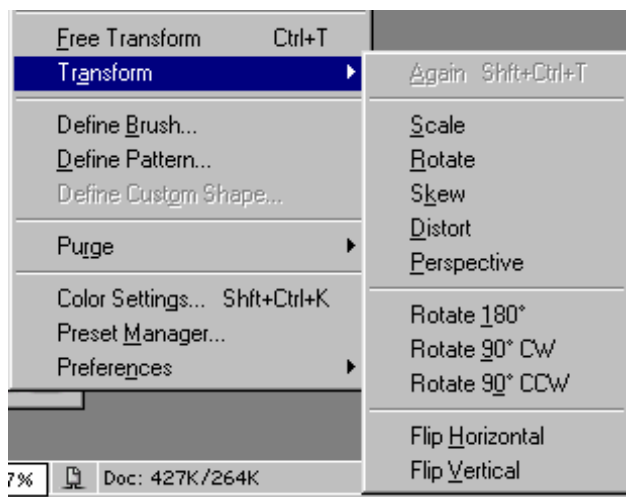 Free Transform Ctrl+T
Transform
Define Brush...
Define Pattern...
Define Custom Shape...
Purge
Color Settings... Shft+Ctrl+K
Preset Manager...
Preferences
Again Shft+Ctrl+T
Scale
Rotate
Skew
Distort
Perspective
Rotate 180°
Rotate 90° CW
Rotate 90° CCW
Flip Horizontal
Flip Vertical
7% Doc: 427K/264K